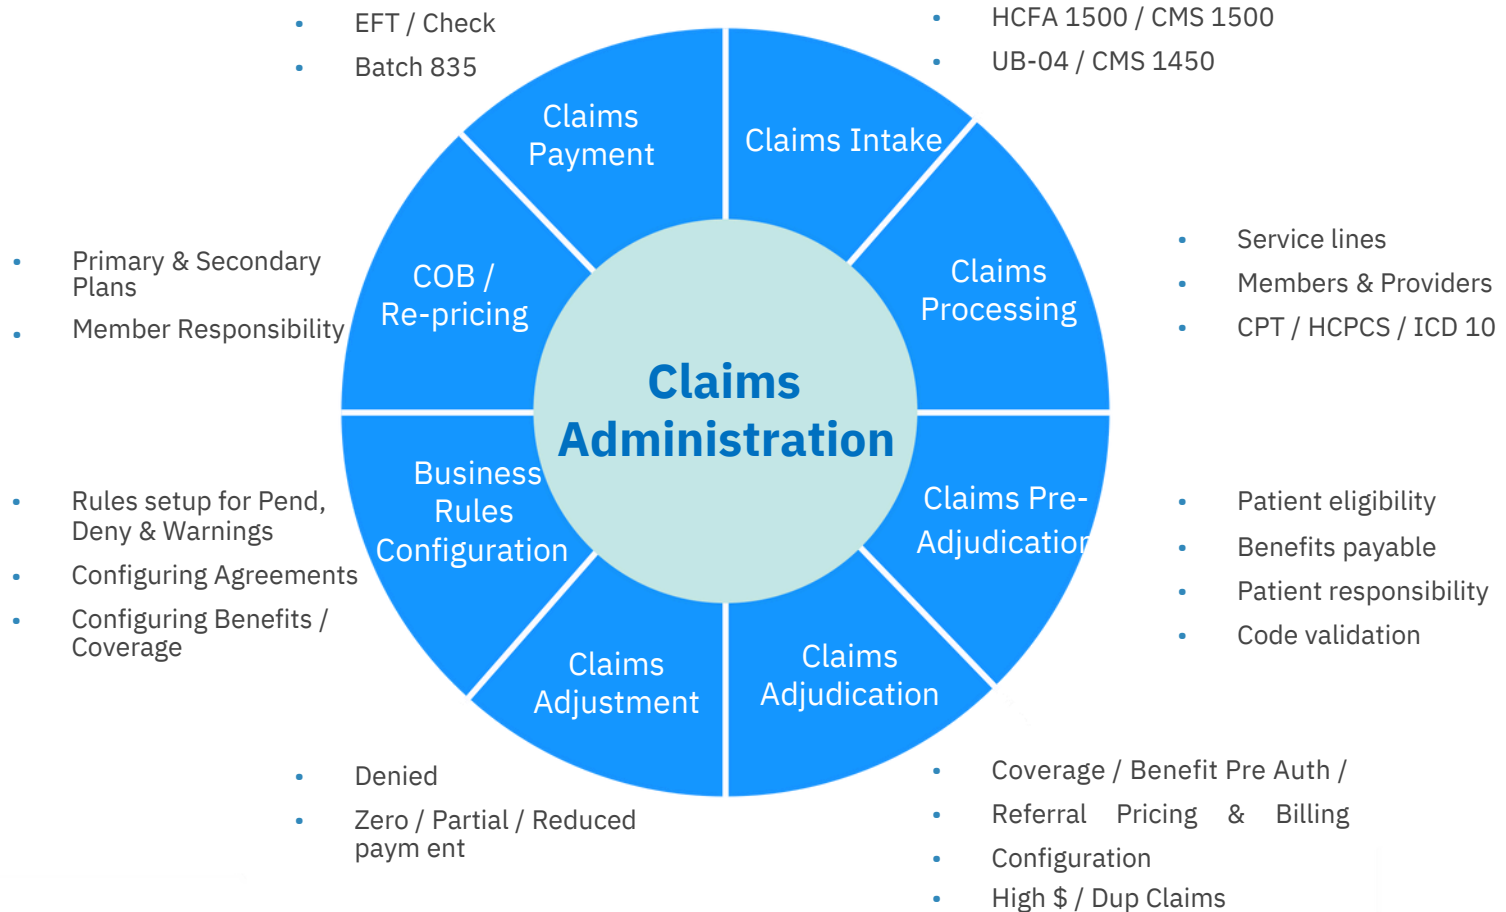 • EFT / Check
• Batch 835
• HCFA 1500 / CMS 1500
• UB-04 / CMS 1450
Claims
Payment
Claims Intake
• Primary & Secondary
Plans
• Member Responsibility
COB /
Re-pricing
Claims
Processing
• Service lines
• Members & Providers
• CPT / HCPCS / ICD 10
Claims
Administration
• Rules setup for Pend,
Deny & Warnings
• Configuring Agreements
• Configuring Benefits /
Coverage
Business
Rules
Configuration
Claims Pre-
Adjudication
• Patient eligibility
• Benefits payable
• Patient responsibility
• Code validation
Claims
Adjustment
Claims
Adjudication
• Denied
• Zero / Partial / Reduced
paym ent
• Coverage / Benefit Pre Auth /
• Referral Pricing & Billing
• Configuration
• High $ / Dup Claims